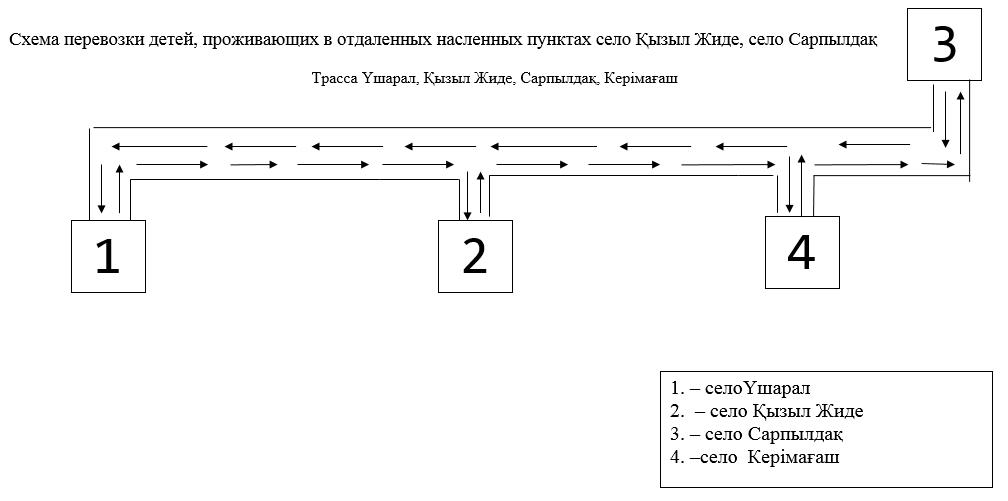 Схема перевозки детей, проживающих в отдаленных насленных пунктах село Қызыл Жиде, село Сарпылдақ
Трасса Үшарал, Қызыл Жиде, Сарпылдақ, Керімағаш
3
1
2
4
1. – селоҮшарал
2. – село Қызыл Жиде
3. – село Сарпылдақ
4. –село Керімағаш